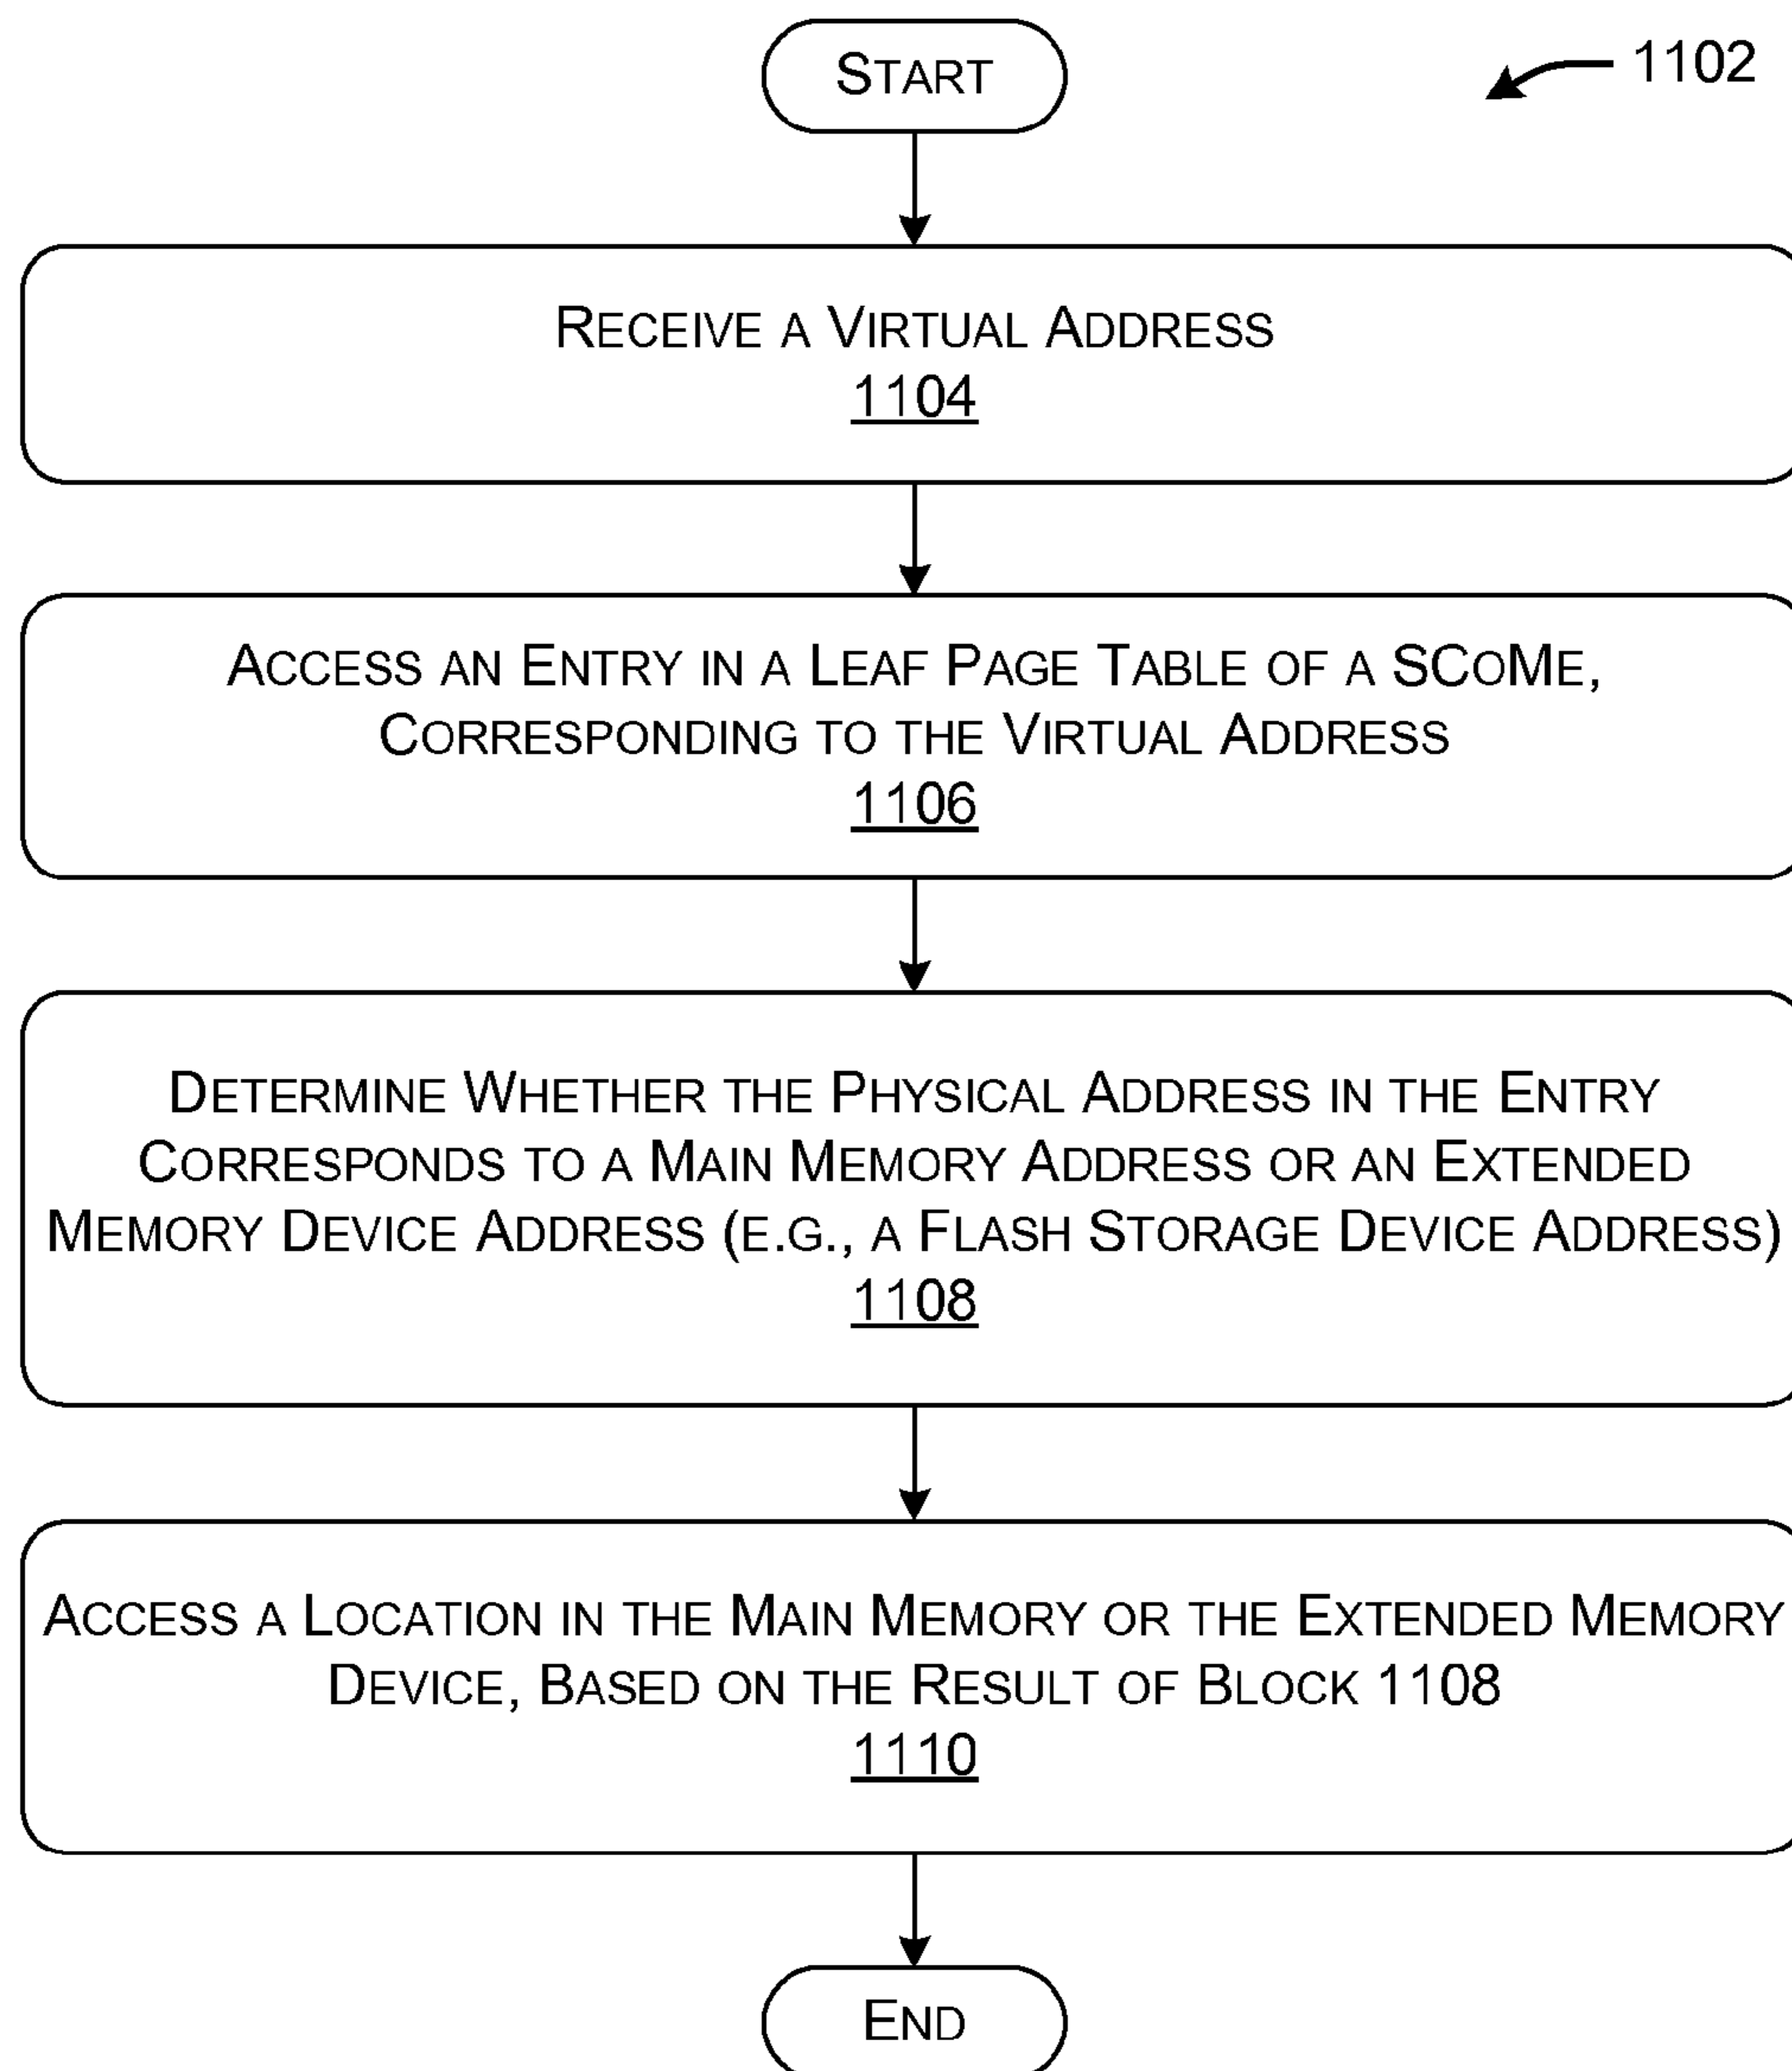 START
1102
RECEIVE A VIRTUAL ADDRESS
1104
ACCESS AN ENTRY IN A LEAF PAGE TABLE OF A SCOME,
CORRESPONDING TO THE VIRTUAL ADDRESS
1106
DETERMINE WHETHER THE PHYSICAL ADDRESS IN THE ENTRY
CORRESPONDS TO A MAIN MEMORY ADDRESS OR AN EXTENDED
MEMORY DEVICE ADDRESS (E.G., A FLASH STORAGE DEVICE ADDRESS)
1108
ACCESS A LOCATION IN THE MAIN MEMORY OR THE EXTENDED MEMORY
DEVICE, BASED ON THE RESULT OF BLOCK 1108
1110
END